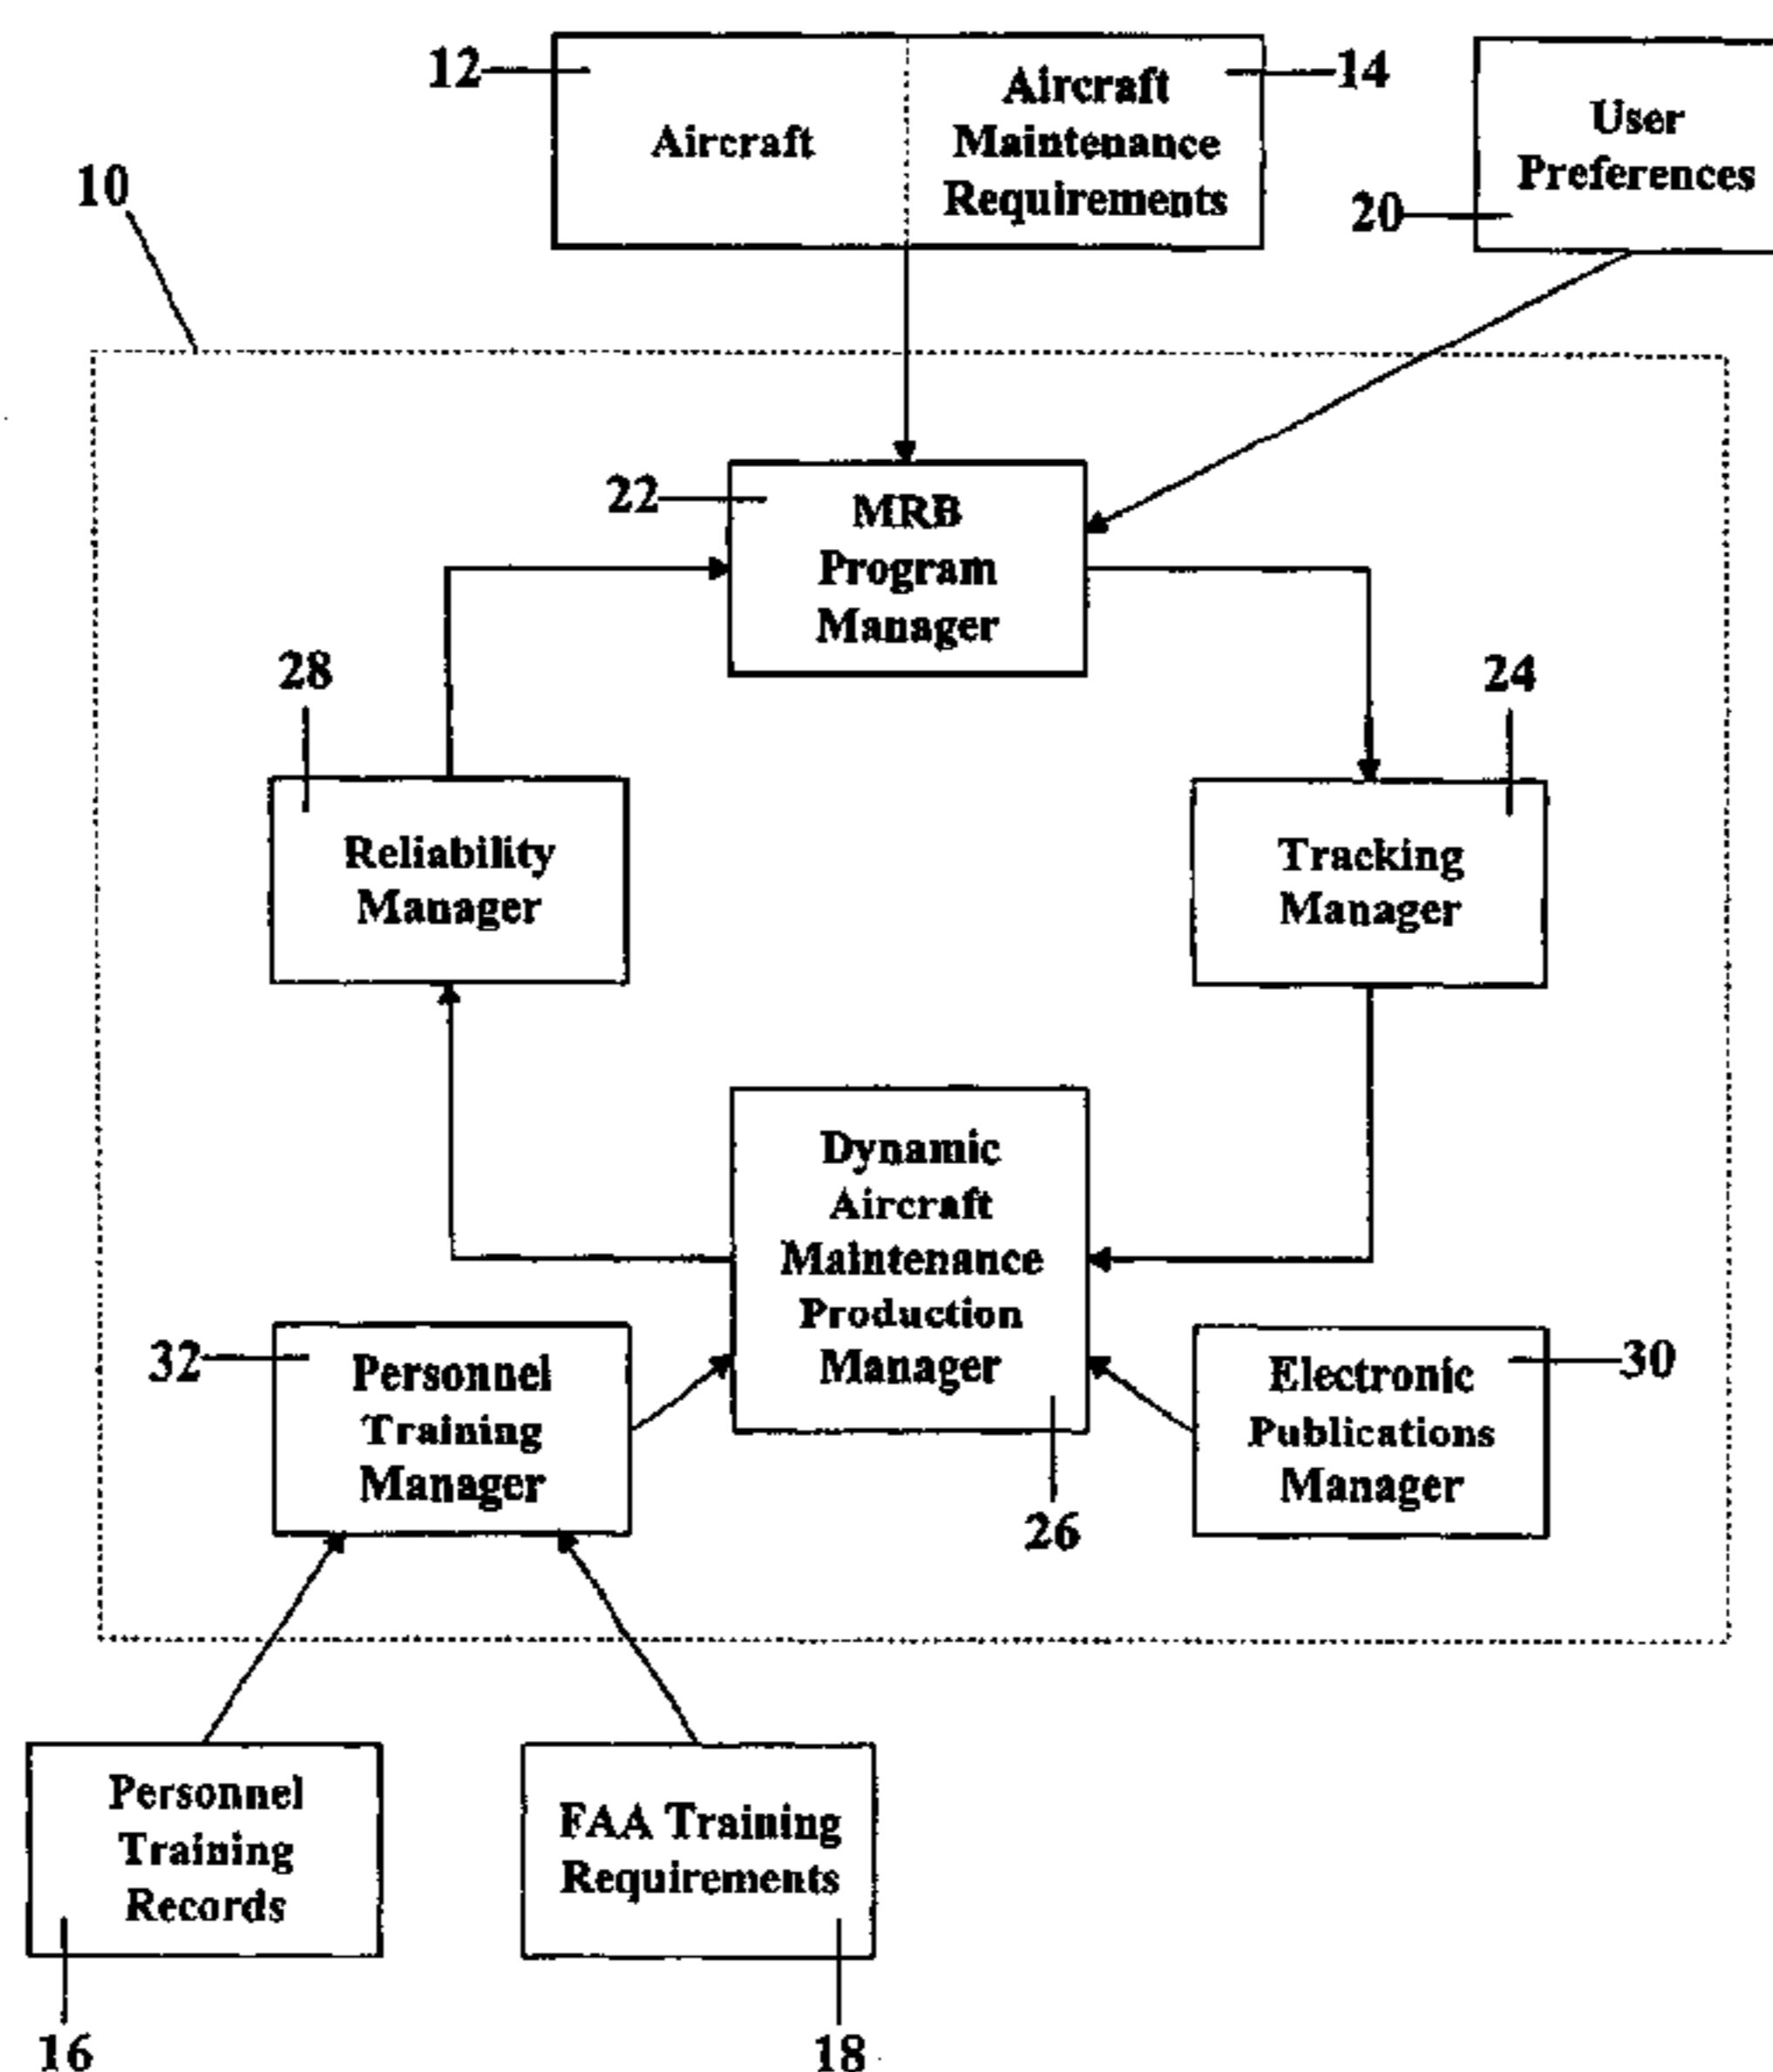 12
Aircraft
Aircraft
Maintenance
Requirements
14
User
Preferences
20
10
22
MRB
Program
Manager
28
24
Reliability
Manager
Tracking
Manager
Dynamic
Aircraft
Maintenance
Production
Manager
32
Personnel
Training
Manager
30
Electronic
Publications
Manager
26
Personnel
Training
Records
FAA Training
Requirements
16
18